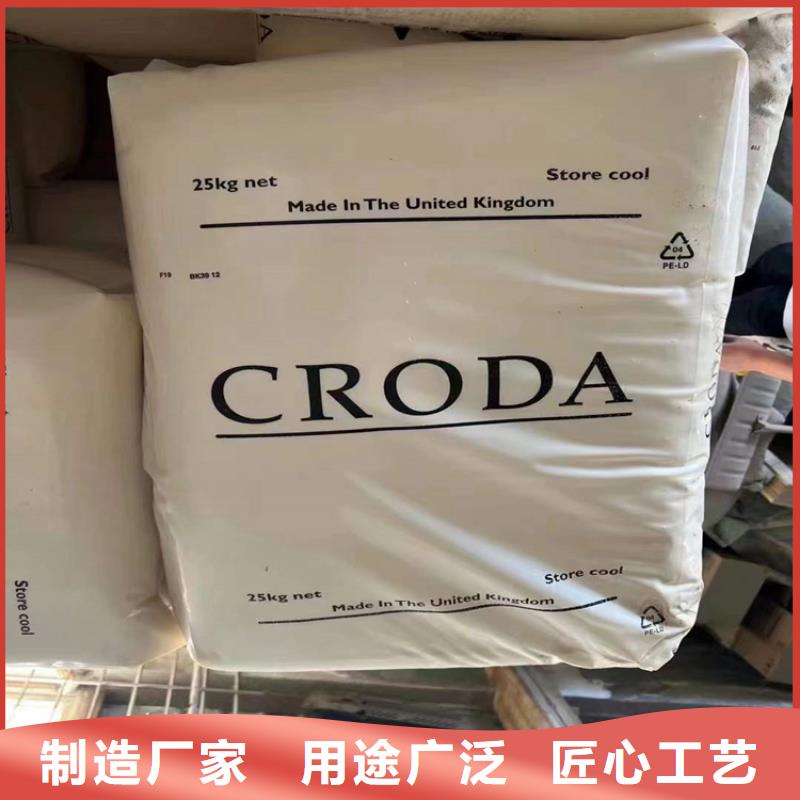 25kg net
Store cool
Made In The United Kingdom
04
PE-LD
F19 BK39 12
CRODA
25kg net
Store cool
Made In The United Kingdom
04
PE-LD
Store cool
制造厂家 用途广泛 匠心工艺